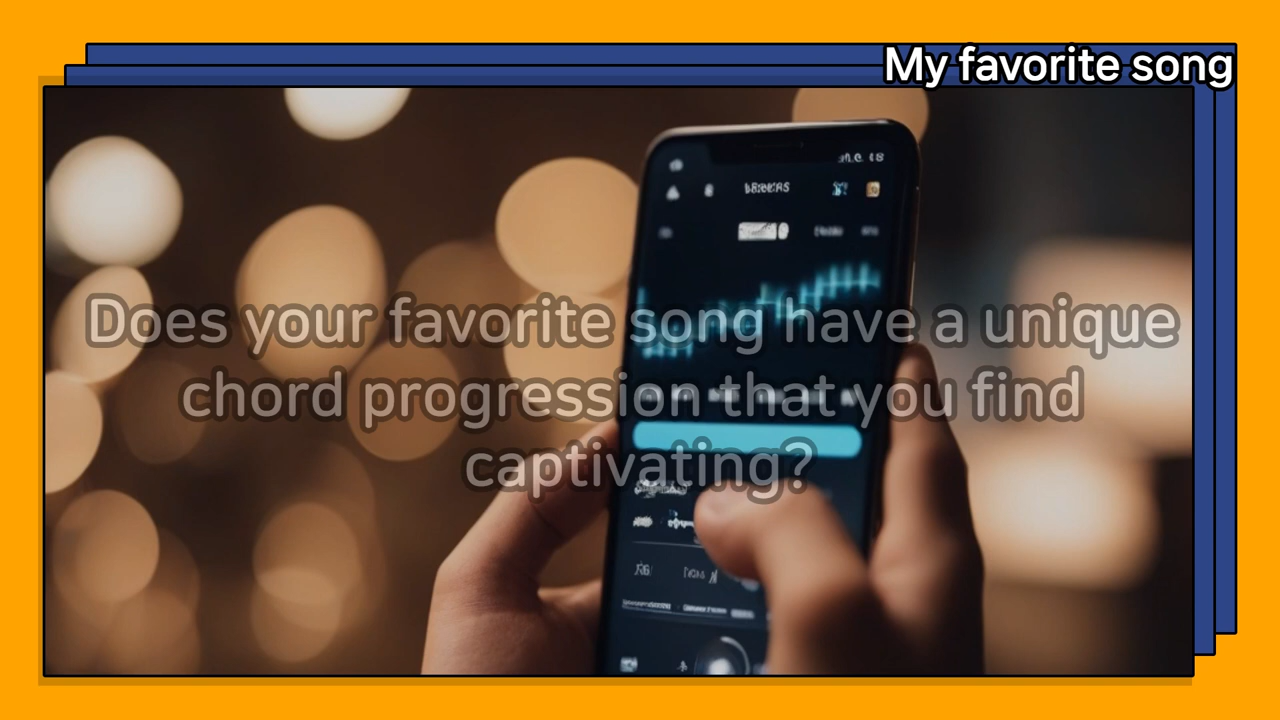 My favorite song
Does your favorite song have a unique
chord progression that you find
captivating?